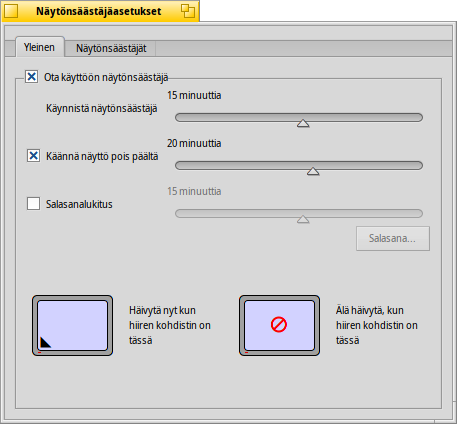 Näytönsäästäjäasetukset
Yleinen
Näytönsäästäjät
Ota käyttöön näytönsäästäjä
15 minuuttia
Käynnistä näytönsäästäjä
20 minuuttia
Käännä näyttö pois päältä
15 minuuttia
Salasanalukitus
Salasana...
Häivytä nyt kun
hiiren kohdistin on
tässä
Älä häivytä, kun
hiiren kohdistin on
tässä